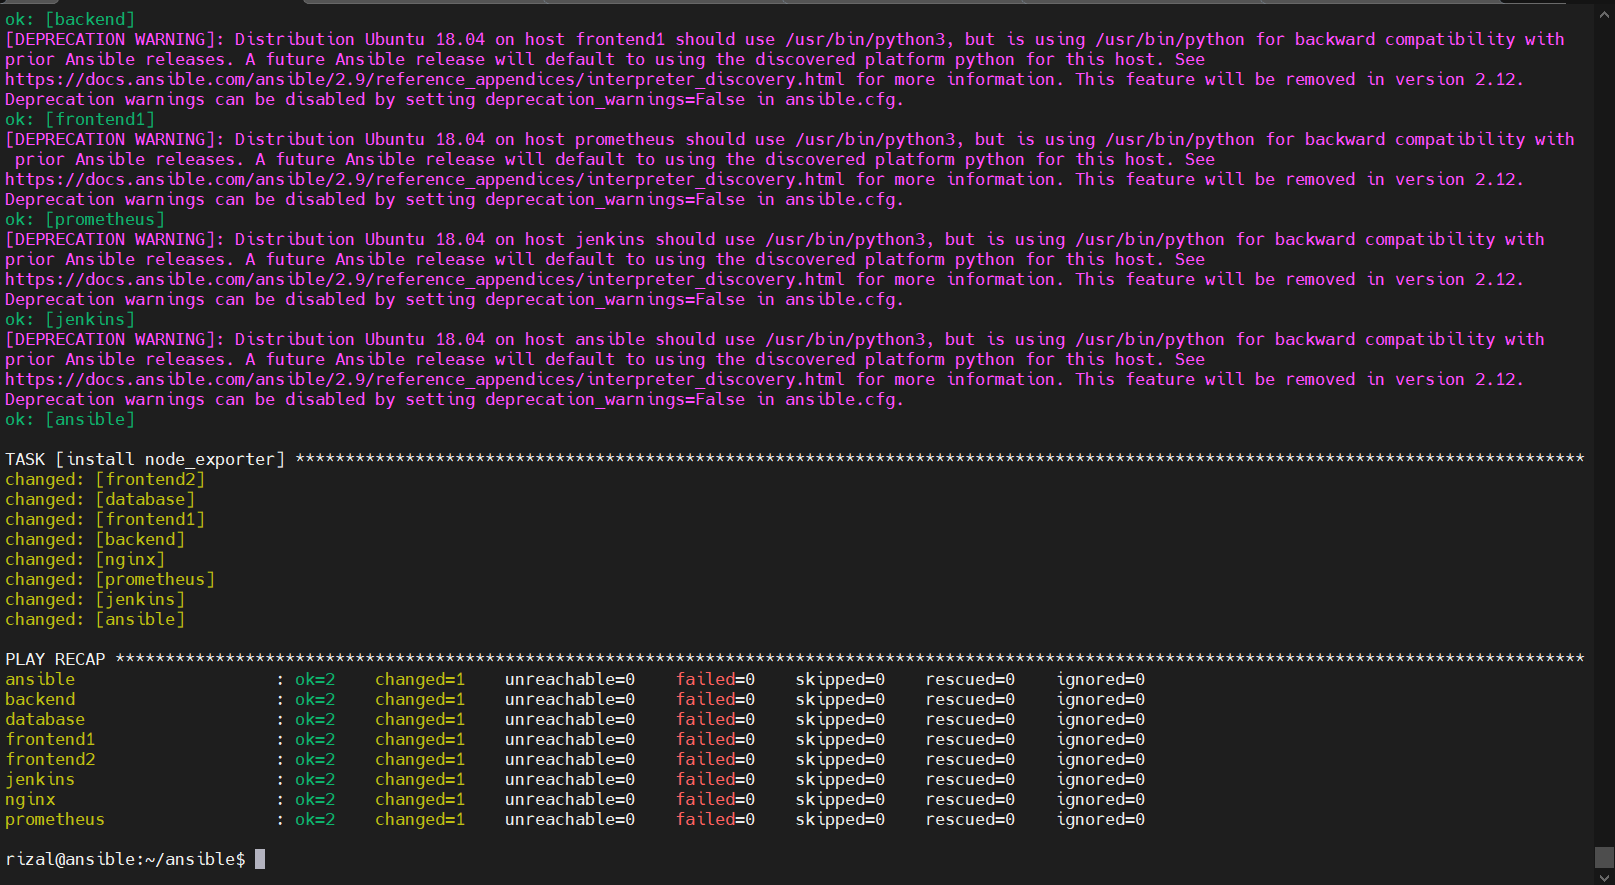 ok: [backend]
[DEPRECATION WARNING]: Distribution Ubuntu 18.04 on host frontend1 should use /usr/bin/python3, but is using /usr/bin/python for backward compatibility with
prior Ansible releases. A future Ansible release will default to using the discovered platform python for this host. See
https://docs.ansible.com/ansible/2.9/reference_appendices/interpreter_discovery.html for more information. This feature will be removed in version 2.12.
Deprecation warnings can be disabled by setting deprecation_warnings=False in ansible.cfg.
ok: [frontend1]
[DEPRECATION WARNING]: Distribution Ubuntu 18.04 on host prometheus should use /usr/bin/python3, but is using /usr/bin/python for backward compatibility with
 prior Ansible releases. A future Ansible release will default to using the discovered platform python for this host. See
https://docs.ansible.com/ansible/2.9/reference_appendices/interpreter_discovery.html for more information. This feature will be removed in version 2.12.
Deprecation warnings can be disabled by setting deprecation_warnings=False in ansible.cfg.
ok: [prometheus]
[DEPRECATION WARNING]: Distribution Ubuntu 18.04 on host jenkins should use /usr/bin/python3, but is using /usr/bin/python for backward compatibility with
prior Ansible releases. A future Ansible release will default to using the discovered platform python for this host. See
https://docs.ansible.com/ansible/2.9/reference_appendices/interpreter_discovery.html for more information. This feature will be removed in version 2.12.
Deprecation warnings can be disabled by setting deprecation_warnings=False in ansible.cfg.
ok: [jenkins]
[DEPRECATION WARNING]: Distribution Ubuntu 18.04 on host ansible should use /usr/bin/python3, but is using /usr/bin/python for backward compatibility with
prior Ansible releases. A future Ansible release will default to using the discovered platform python for this host. See
https://docs.ansible.com/ansible/2.9/reference_appendices/interpreter_discovery.html for more information. This feature will be removed in version 2.12.
Deprecation warnings can be disabled by setting deprecation_warnings=False in ansible.cfg.
ok: [ansible]
TASK [install node_exporter] *********************************************************************************************************************************
changed: [frontend2]
changed: [database]
changed: [frontend1]
changed: [backend]
changed: [nginx]
changed: [prometheus]
changed: [jenkins]
changed: [ansible]
PLAY RECAP ***************************************************************************************************************************************************
ansible                    : ok=2    changed=1    unreachable=0    failed=0    skipped=0    rescued=0    ignored=0
backend                    : ok=2    changed=1    unreachable=0    failed=0    skipped=0    rescued=0    ignored=0
database                   : ok=2    changed=1    unreachable=0    failed=0    skipped=0    rescued=0    ignored=0
frontend1                  : ok=2    changed=1    unreachable=0    failed=0    skipped=0    rescued=0    ignored=0
frontend2                  : ok=2    changed=1    unreachable=0    failed=0    skipped=0    rescued=0    ignored=0
jenkins                    : ok=2    changed=1    unreachable=0    failed=0    skipped=0    rescued=0    ignored=0
nginx                      : ok=2    changed=1    unreachable=0    failed=0    skipped=0    rescued=0    ignored=0
prometheus                 : ok=2    changed=1    unreachable=0    failed=0    skipped=0    rescued=0    ignored=0
rizal@ansible:~/ansible$